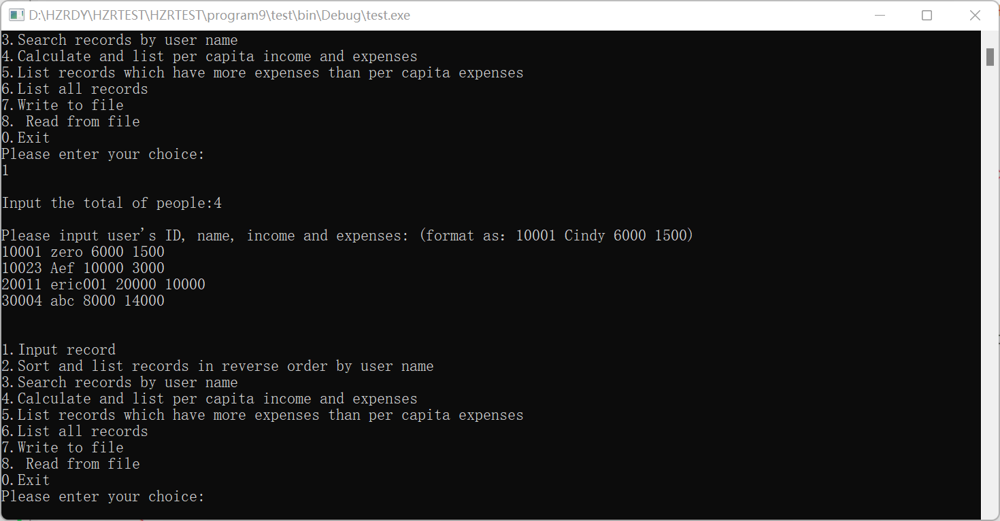 D:\HZRDY\HZRTEST\HZRTEST\program9\test\bin\Debug\test.exe
3.Search records by user name
4.Calculate and list per capita income and expenses
5.List records which have more expenses than per capita expenses
6.List all records
7.Write to file
8. Read from file
0.Exit
Please enter your choice:
1
Input the total of people:4
Please input user's ID, name, income and expenses: (format as: 10001 Cindy 6000 1500)
10001 zero 6000 1500
10023 Aef 10000 3000
20011 eric001 20000 10000
30004 abc 8000 14000
1.Input record
2.Sort and list records in reverse order by user name
3.Search records by user name
4.Calculate and list per capita income and expenses
5.List records which have more expenses than per capita expenses
6.List all records
7.Write to file
8. Read from file
0.Exit
Please enter your choice: